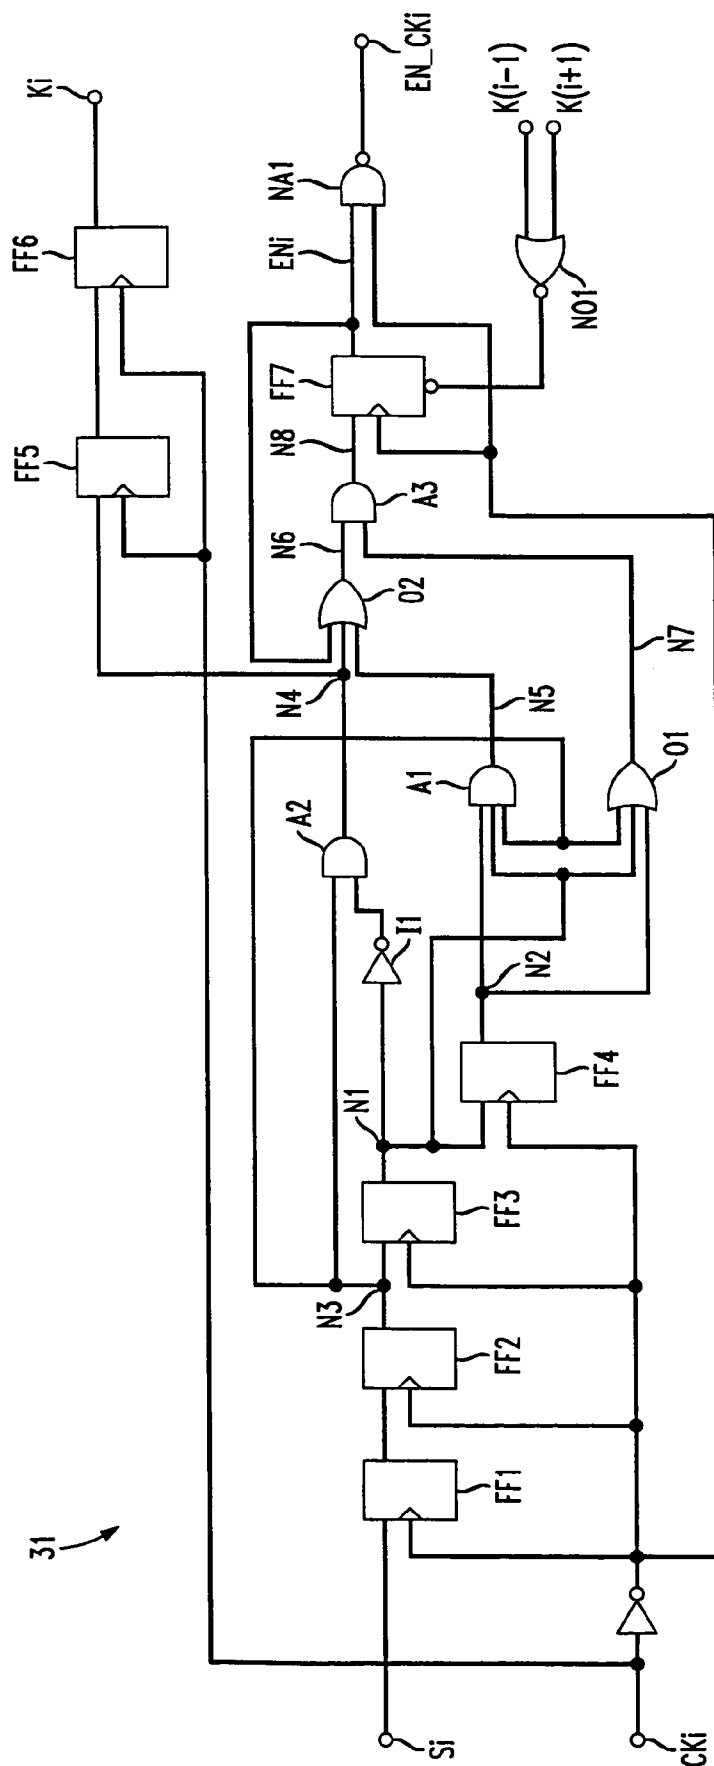 31
Ki
FF6
FF5
EN_CKi
NA1
ENi
FF7
N8
A3
N6
O2
N4
K(i-1)
K(i+1)
NO1
N7
N5
A1
O1
A2
I1
N2
N1
FF4
FF3
N3
FF2
FF1
Si
CKi